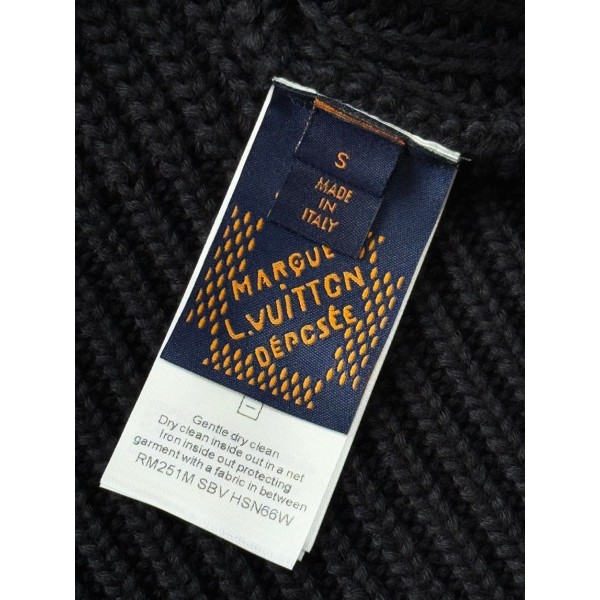 S
MADE
IN
ITALY
MARQUE
L.VUITTON
DÉPOSÉE
Gentle dry clean
Dry clean inside out in a net
Iron inside out protecting
garment with a fabric in between
RM251M SBV HSN66W